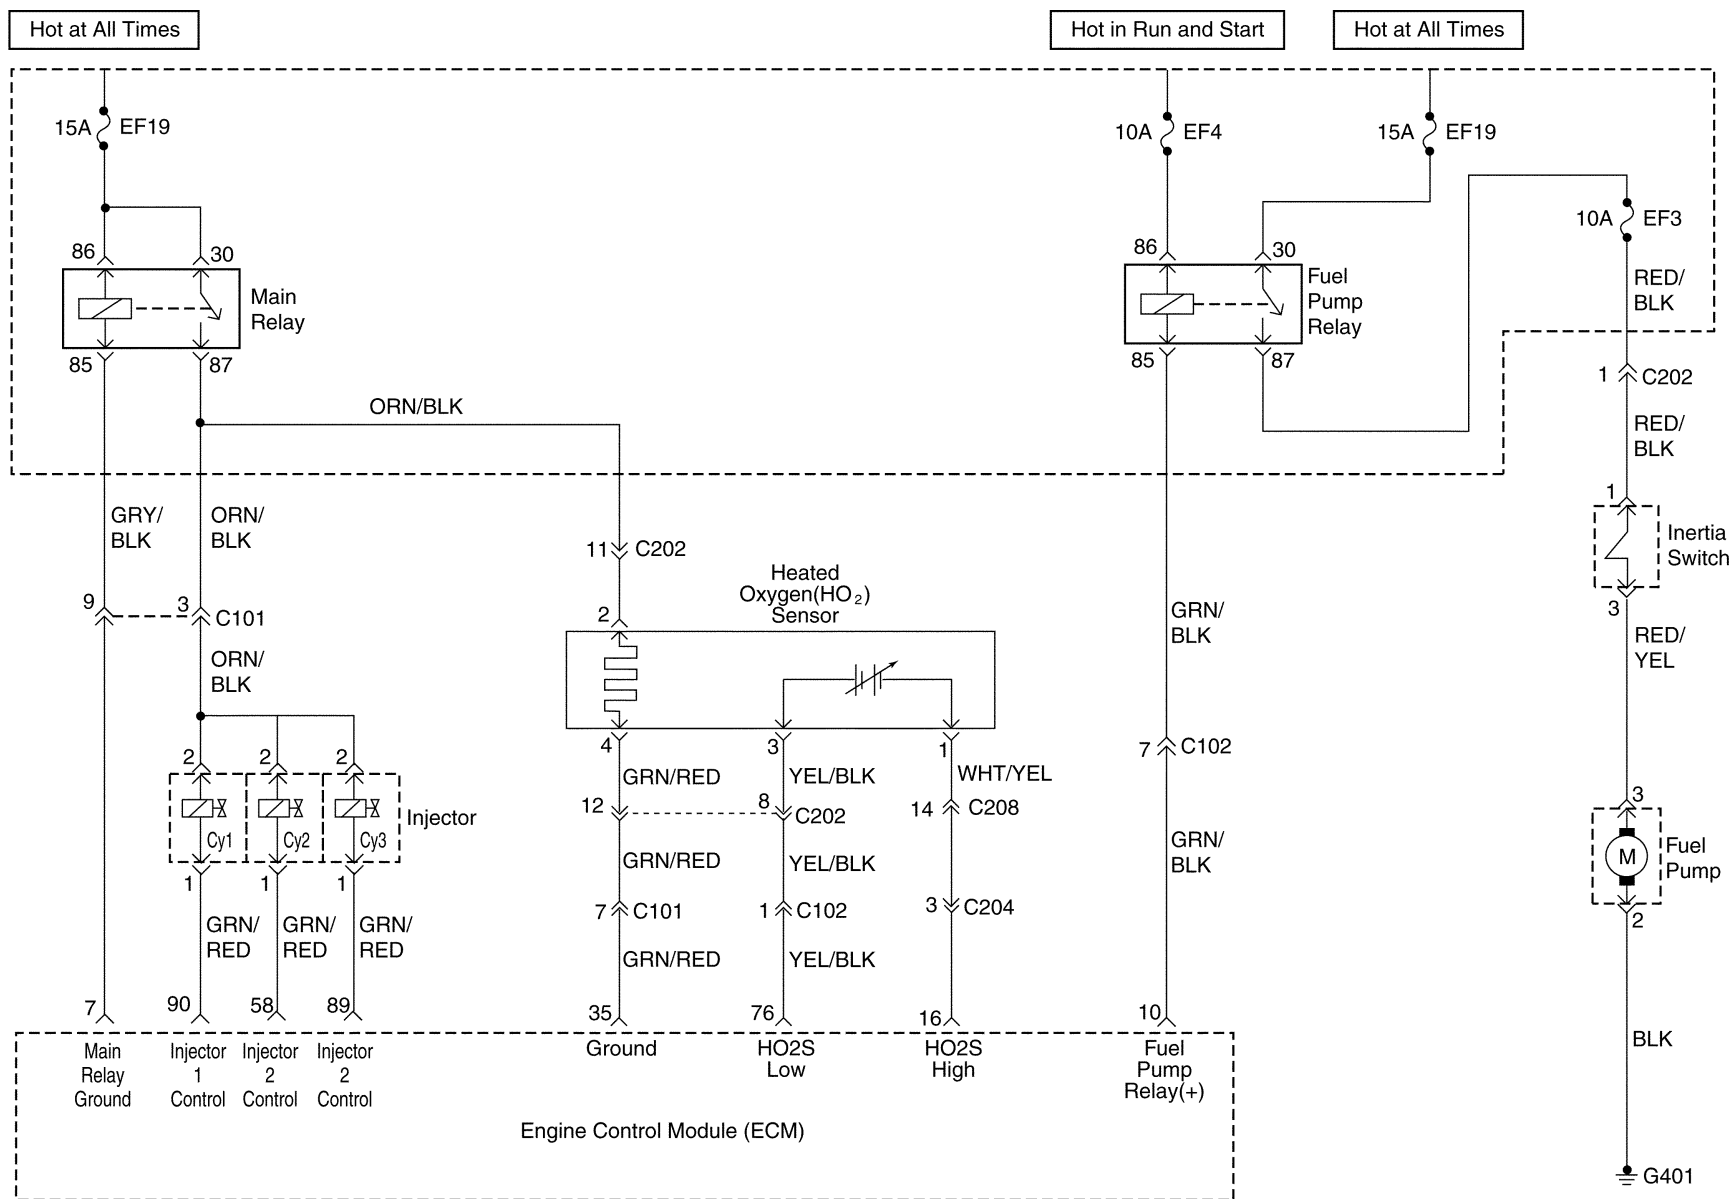 Hot at All Times
Hot in Run and Start
Hot at All Times
15A
EF19
10A
EF4
15A
EF19
10A
EF3
86
30
Main
Relay
85
87
86
30
Fuel
Pump
Relay
85
87
RED/
BLK
1
C202
RED/
BLK
ORN/BLK
GRY/
BLK
ORN/
BLK
11
C202
1
Inertia
Switch
3
9
3
C101
Heated
Oxygen(HO2)
Sensor
2
GRN/
BLK
RED/
YEL
ORN/
BLK
4
3
1
2
2
2
Cy1
Cy2
Cy3
Injector
1
1
1
GRN/RED
YEL/BLK
WHT/YEL
7
C102
12
8
C202
14
C208
3
M
Fuel
Pump
2
GRN/RED
YEL/BLK
GRN/
BLK
7
C101
1
C102
3
C204
GRN/
RED
GRN/
RED
GRN/
RED
GRN/RED
YEL/BLK
7
90
58
89
35
76
16
10
BLK
Main
Relay
Ground
Injector
1
Control
Injector
2
Control
Injector
2
Control
Ground
HO2S
Low
HO2S
High
Fuel
Pump
Relay(+)
Engine Control Module (ECM)
G401